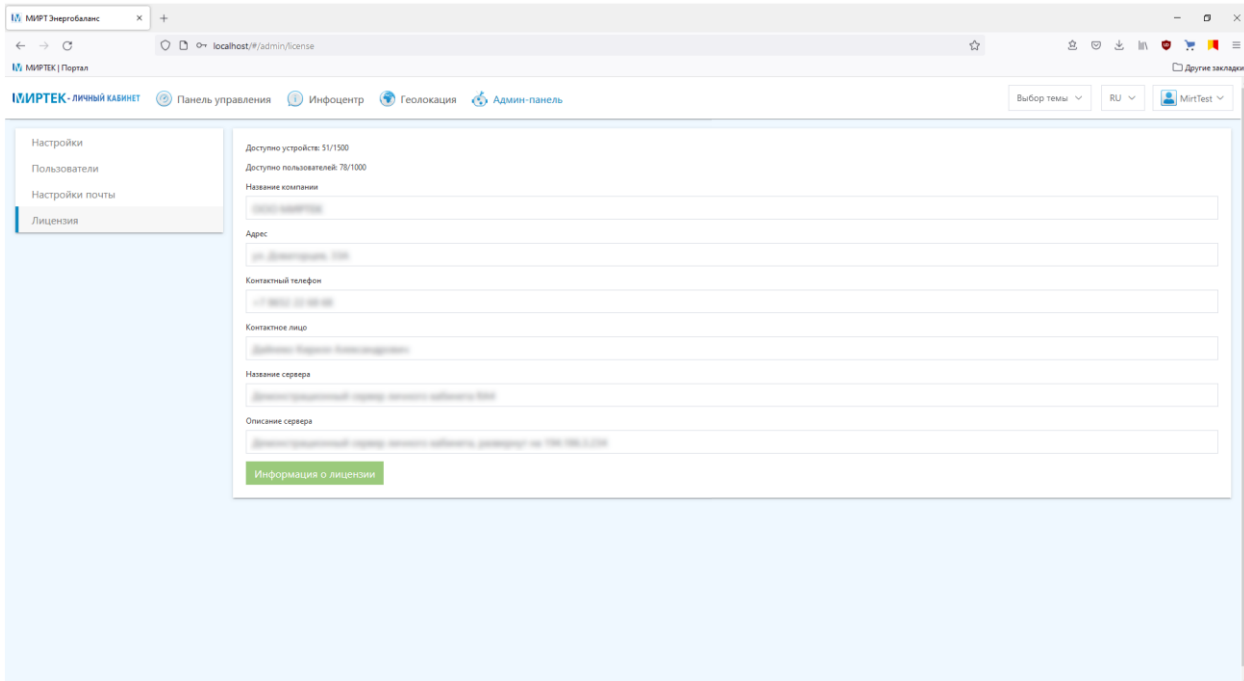 МИРТ Энергобаланс
localhost/#/admin/license
МИРТЕК | Портал
Другие закладки
МИРТЕК - ЛИЧНЫЙ КАБИНЕТ Панель управления Инфоцентр Геолокация Админ-панель Выбор темы RU MirtTest
Настройки
Пользователи
Настройки почты
Лицензия
Доступно устройств: 51/1500
Доступно пользователей: 78/1000
Название компании
Адрес
Контактный телефон
Контактное лицо
Название сервера
Описание сервера
Информация о лицензии